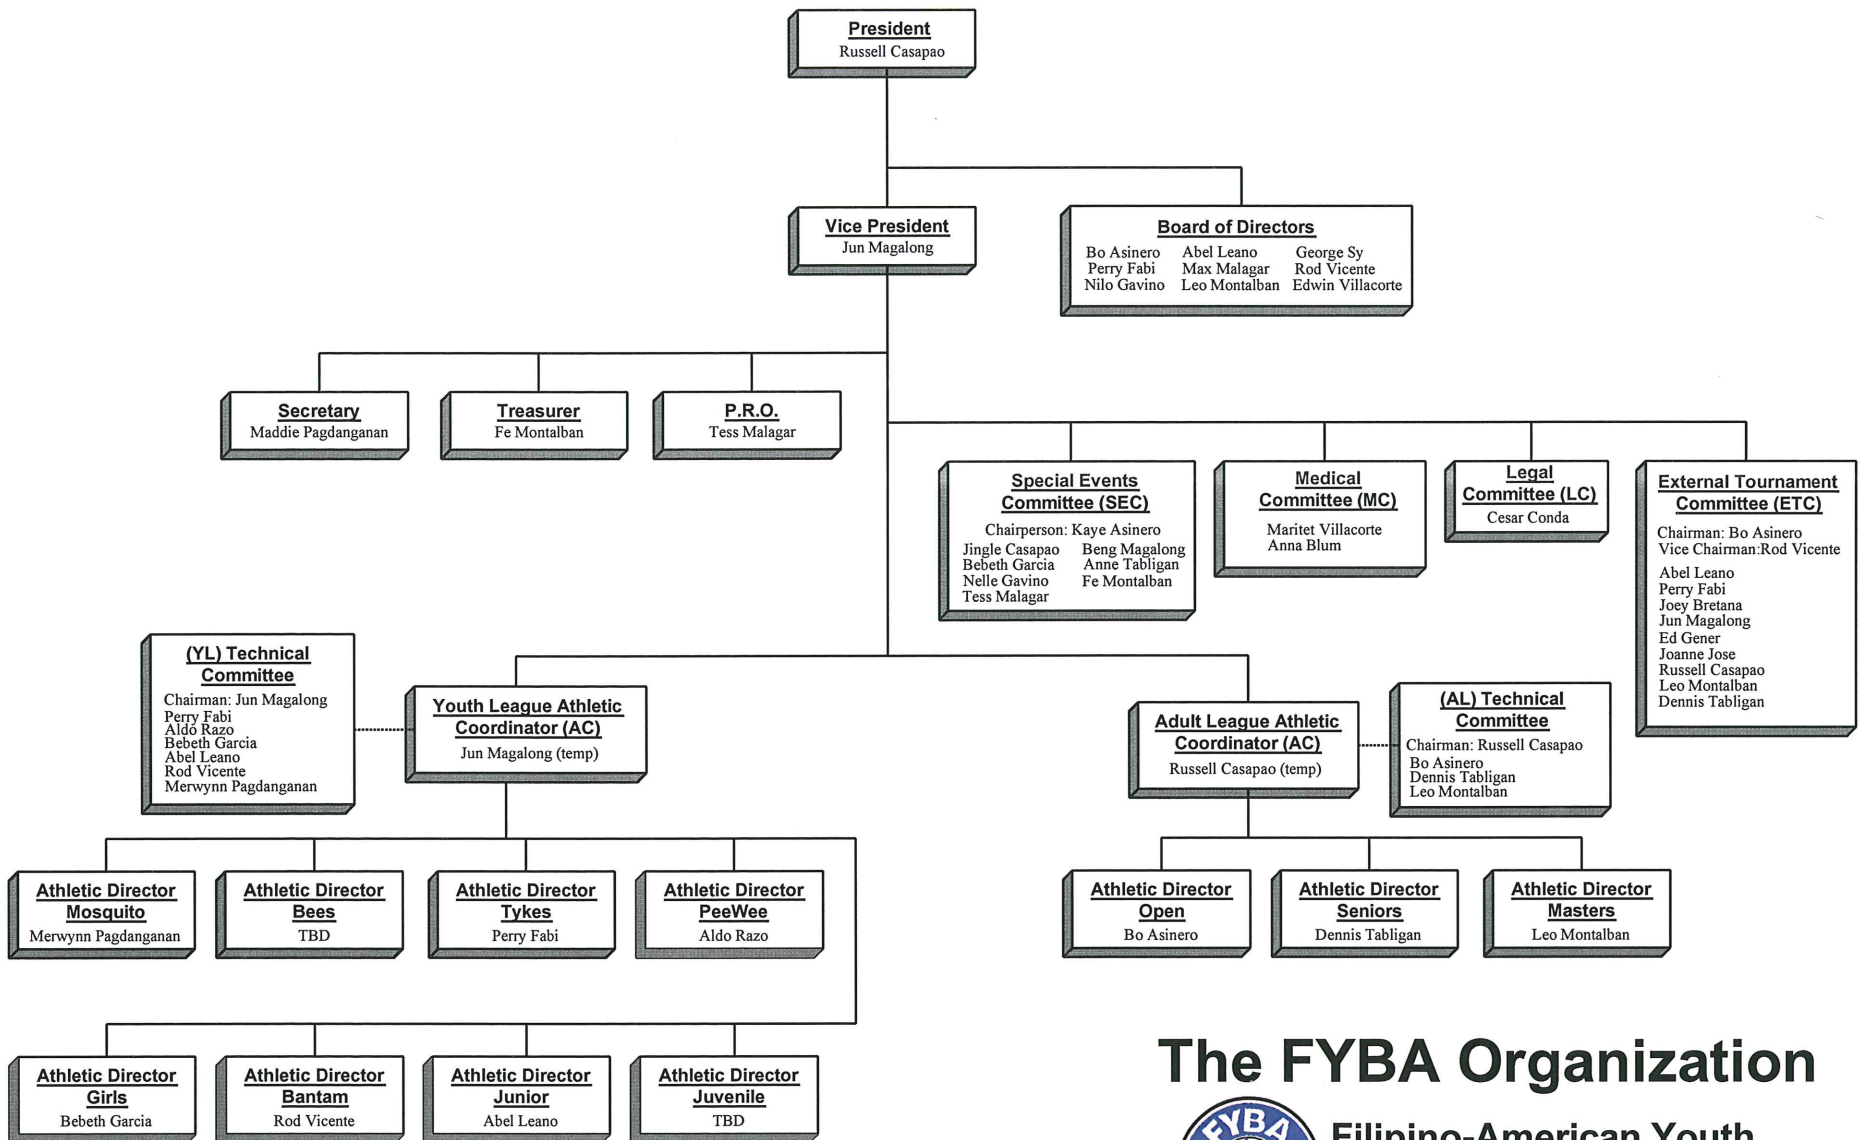 President
Russell Casapao
Vice President
Jun Magalong
Board of Directors
Bo Asinero Abel Leano George Sy
Perry Fabi Max Malagar Rod Vicente
Nilo Gavino Leo Montalban Edwin Villacorte
Secretary
Maddie Pagdanganan
Treasurer
Fe Montalban
P.R.O.
Tess Malagar
Special Events
Committee (SEC)
Chairperson: Kaye Asinero
Jingle Casapao Beng Magalong
Bebeth Garcia Anne Tabligan
Nelle Gavino Fe Montalban
Tess Malagar
Medical
Committee (MC)
Maritet Villacorte
Anna Blum
Legal
Committee (LC)
Cesar Conda
External Tournament
Committee (ETC)
Chairman: Bo Asinero
Vice Chairman:Rod Vicente
Abel Leano
Perry Fabi
Joey Bretana
Jun Magalong
Ed Gener
Joanne Jose
Russell Casapao
Leo Montalban
Dennis Tabligan
(YL) Technical
Committee
Chairman: Jun Magalong
Perry Fabi
Aldo Razo
Bebeth Garcia
Abel Leano
Rod Vicente
Merwynn Pagdanganan
Youth League Athletic
Coordinator (AC)
Jun Magalong (temp)
Adult League Athletic
Coordinator (AC)
Russell Casapao (temp)
(AL) Technical
Committee
Chairman: Russell Casapao
Bo Asinero
Dennis Tabligan
Leo Montalban
Athletic Director
Mosquito
Merwynn Pagdanganan
Athletic Director
Bees
TBD
Athletic Director
Tykes
Perry Fabi
Athletic Director
PeeWee
Aldo Razo
Athletic Director
Open
Bo Asinero
Athletic Director
Seniors
Dennis Tabligan
Athletic Director
Masters
Leo Montalban
Athletic Director
Girls
Bebeth Garcia
Athletic Director
Bantam
Rod Vicente
Athletic Director
Junior
Abel Leano
Athletic Director
Juvenile
TBD
The FYBA Organization
FYBA
Filipino-American Youth